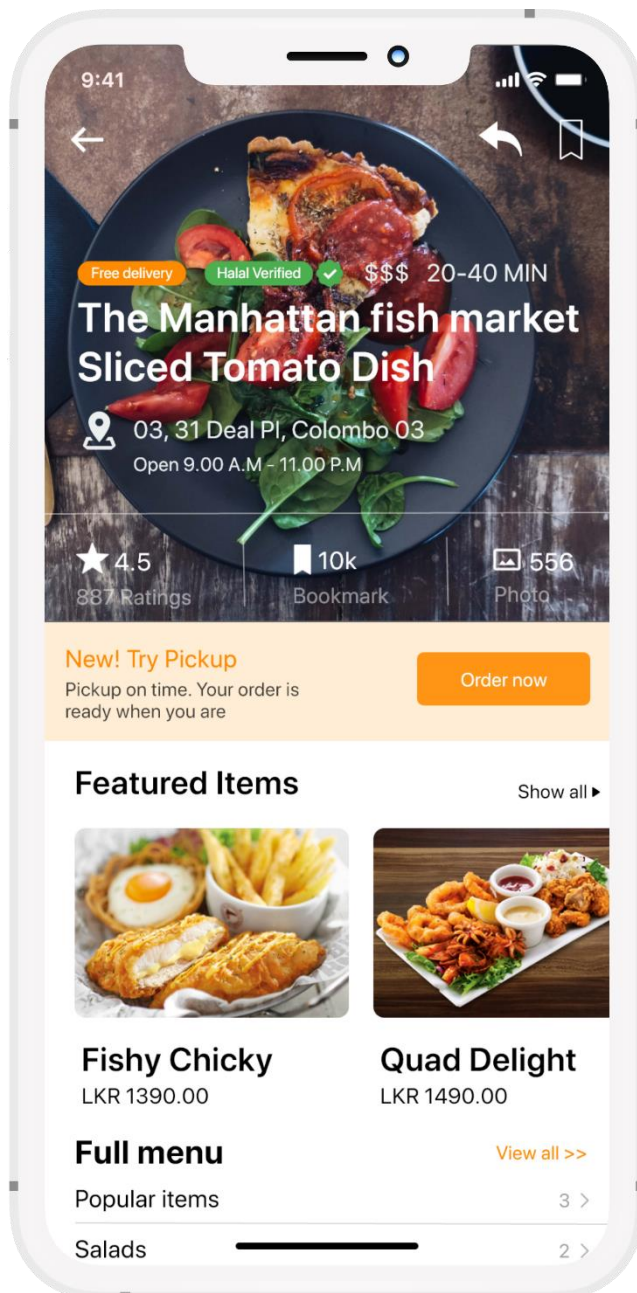 9:41
Free delivery Halal Verified $$$ 20-40 MIN
The Manhattan fish market
Sliced Tomato Dish
03, 31 Deal Pl, Colombo 03
Open 9.00 A.M - 11.00 P.M
4.5 10k 556
887 Ratings Bookmark Photo
New! Try Pickup
Pickup on time. Your order is
ready when you are
Order now
Featured Items
Show all
Fishy Chicky Quad Delight
LKR 1390.00 LKR 1490.00
Full menu View all >>
Popular items 3 >
Salads 2 >